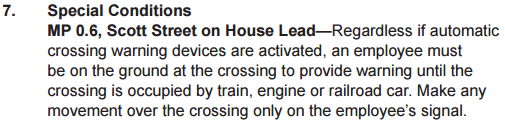 7. Special Conditions
MP 0.6, Scott Street on House Lead—Regardless if automatic
crossing warning devices are activated, an employee must
be on the ground at the crossing to provide warning until the
crossing is occupied by train, engine or railroad car. Make any
movement over the crossing only on the employee's signal.